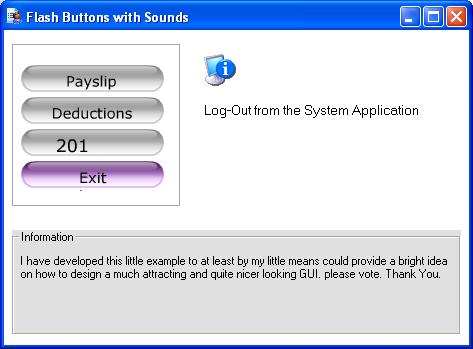 Flash Buttons with Sounds
Payslip
Deductions
201
Exit
Log-Out from the System Application
Information
I have developed this little example to at least by my little means could provide a bright idea
on how to design a much attracting and quite nicer looking GUI. please vote. Thank You.